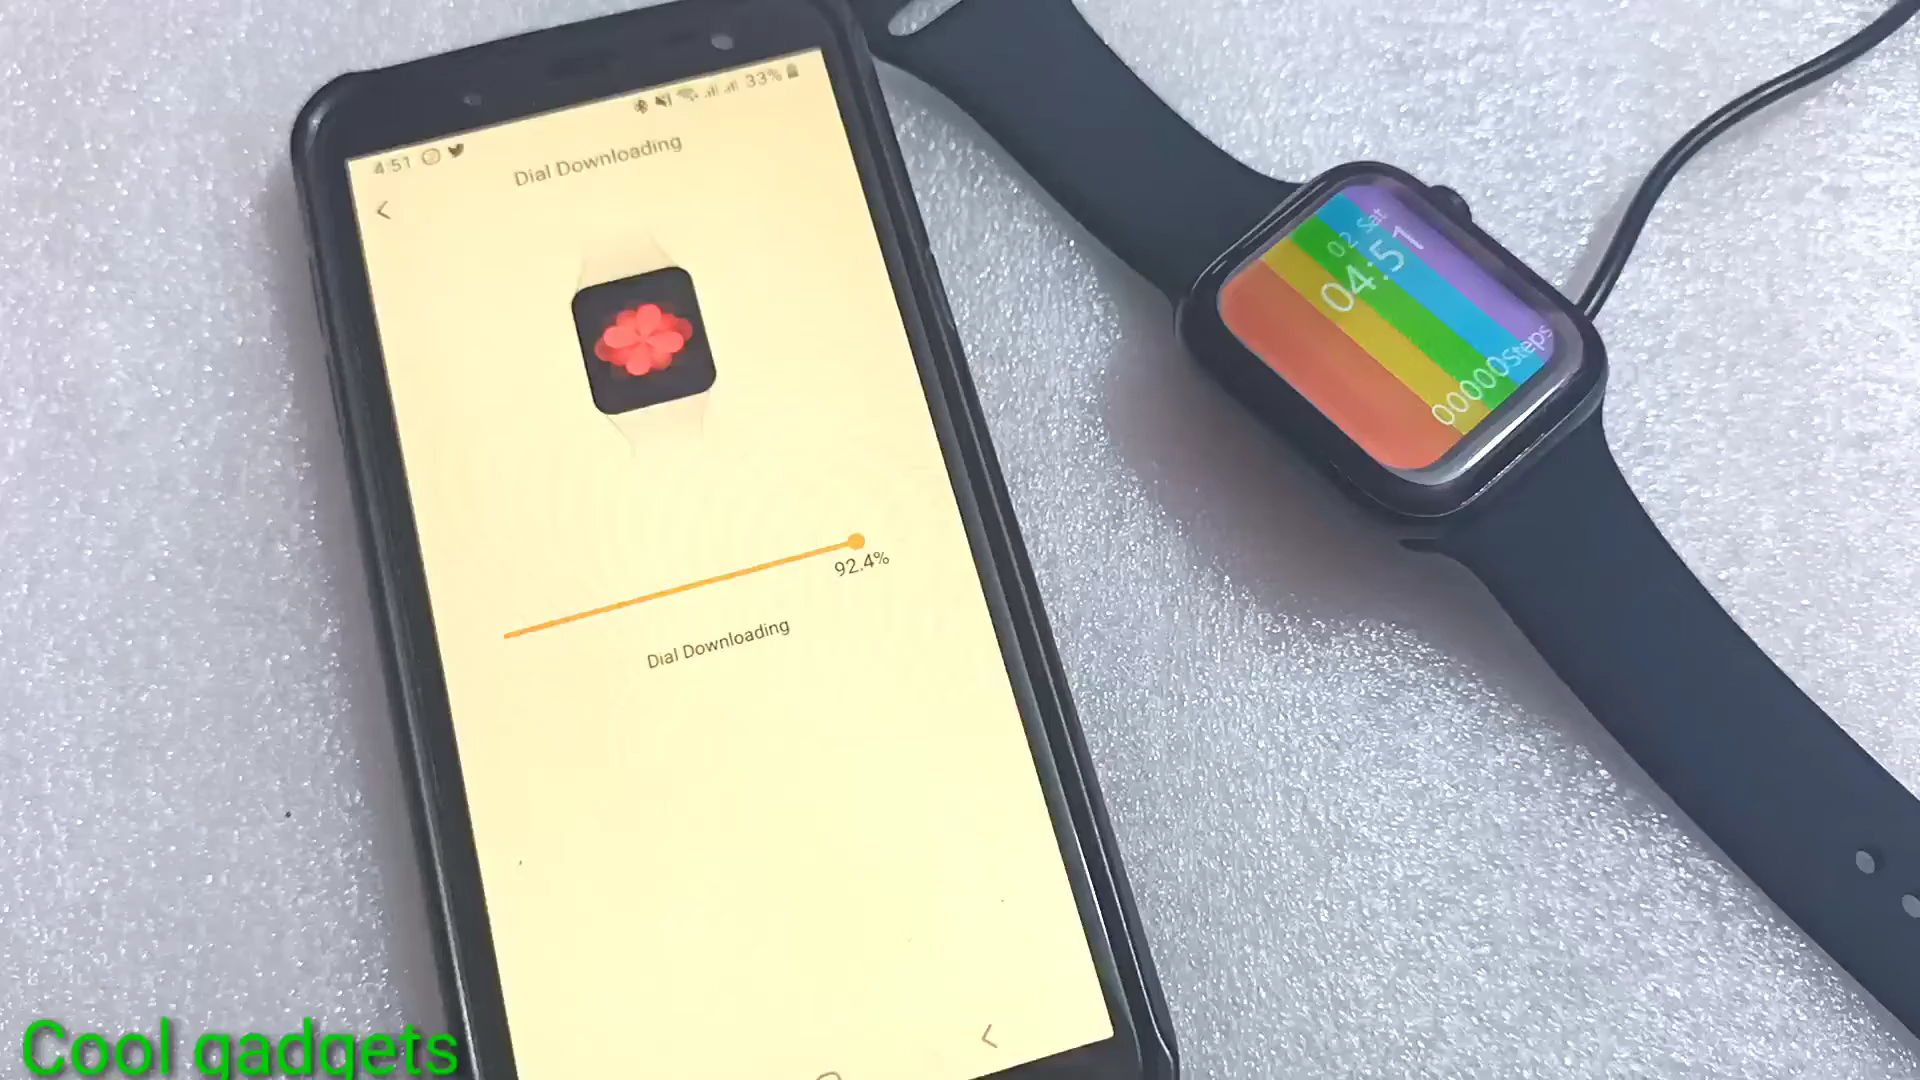 4:51
33%
Dial Downloading
92.4%
Dial Downloading
02 Sat
04:51
00000Steps
Cool gadgets